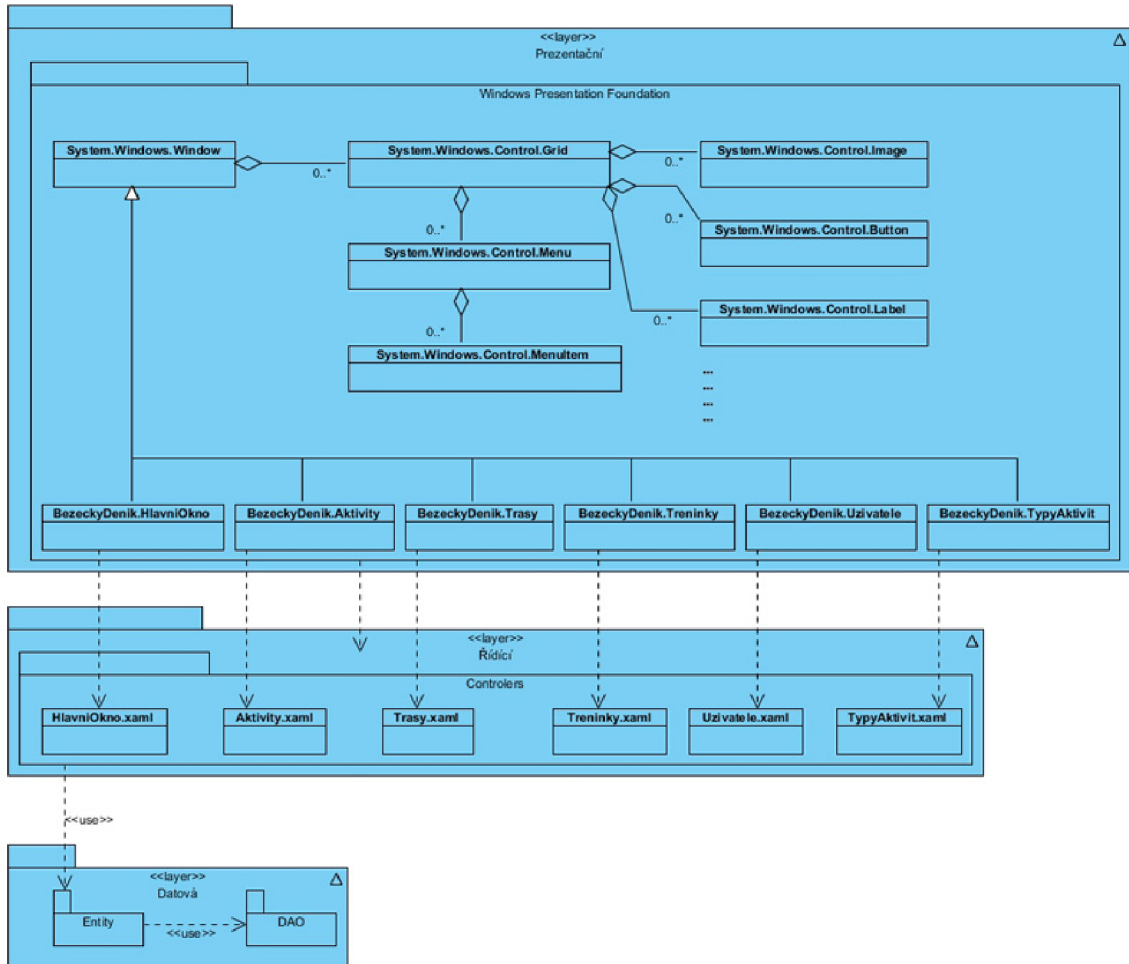 <<layer>>
Prezentační
Windows Presentation Foundation
System.Windows.Window
System.Windows.Control.Grid
System.Windows.Control.Image
0..*
0..*
0..*
0..*
System.Windows.Control.Button
System.Windows.Control.Menu
System.Windows.Control.Label
0..*
0..*
System.Windows.Control.MenuItem
...
...
...
...
BezeckyDenik.HlavniOkno
BezeckyDenik.Aktivity
BezeckyDenik.Trasy
BezeckyDenik.Treninky
BezeckyDenik.Uzivatele
BezeckyDenik.TypyAktivit
<<layer>>
Řídící
Controlers
HlavniOkno.xaml
Aktivity.xaml
Trasy.xaml
Treninky.xaml
Uzivatele.xaml
TypyAktivit.xaml
<<use>>
<<layer>>
Datová
Entity
DAO
<<use>>